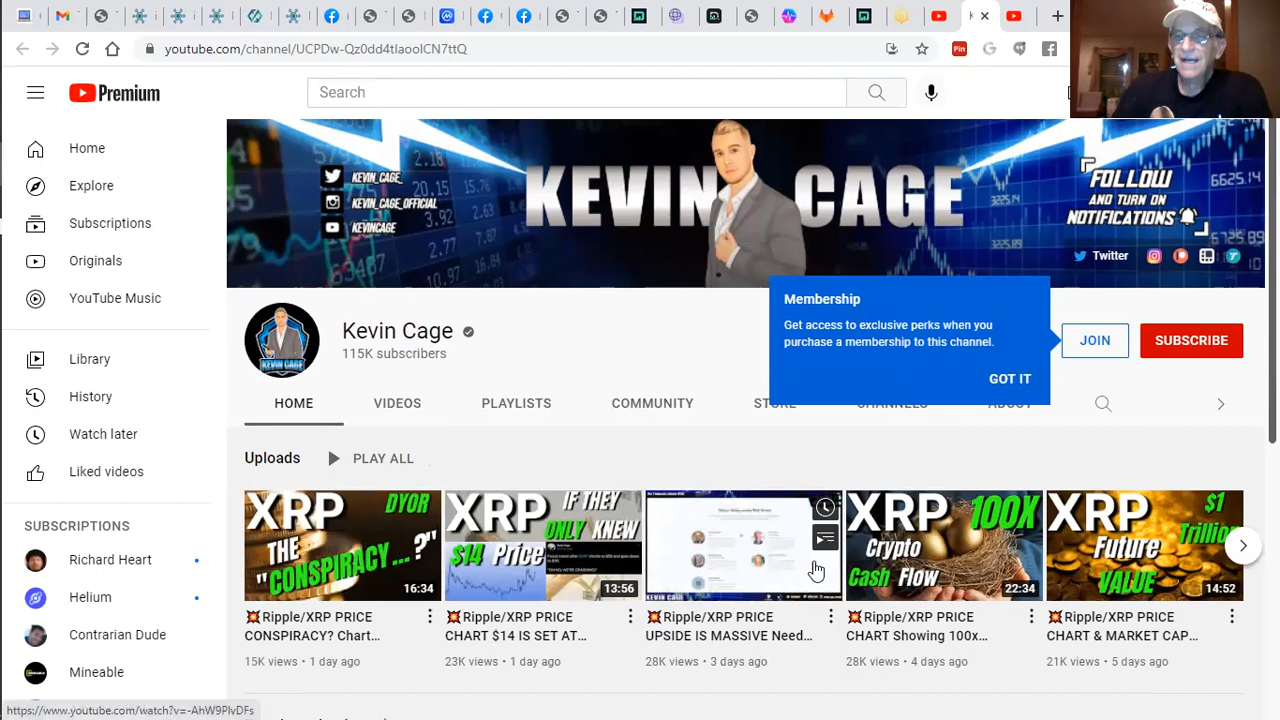 youtube.com/channel/UCPDw-Qz0dd4tIaooICN7ttQ
Pin
Premium
Search
Home
Explore
Subscriptions
Originals
YouTube Music
Library
History
Watch later
Liked videos
SUBSCRIPTIONS
Richard Heart
Helium
Contrarian Dude
Mineable
KEVIN_CAGE_
KEVIN_CAGE_OFFICIAL
KEVINCAGE
KEVIN CAGE
FOLLOW
AND TURN ON
NOTIFICATIONS
Twitter
Kevin Cage
115K subscribers
Membership
Get access to exclusive perks when you
purchase a membership to this channel.
GOT IT
JOIN
SUBSCRIBE
HOME
VIDEOS
PLAYLISTS
COMMUNITY
STORE
CHANNELS
ABOUT
Uploads
PLAY ALL
XRP DYOR
THE
"CONSPIRACY...?"
16:34
XRP IF THEY
ONLY KNEW
$14 Price
13:56
XRP 100X
Crypto
Cash Flow
22:34
XRP $1
Trillion
Future
VALUE
14:52
💥Ripple/XRP PRICE
CONSPIRACY? Chart...
15K views • 1 day ago
💥Ripple/XRP PRICE
CHART $14 IS SET AT...
23K views • 1 day ago
💥Ripple/XRP PRICE
UPSIDE IS MASSIVE Need...
28K views • 3 days ago
💥Ripple/XRP PRICE
CHART Showing 100x...
28K views • 4 days ago
💥Ripple/XRP PRICE
CHART & MARKET CAP...
21K views • 5 days ago
https://www.youtube.com/watch?v=-AhW9PlvDFs